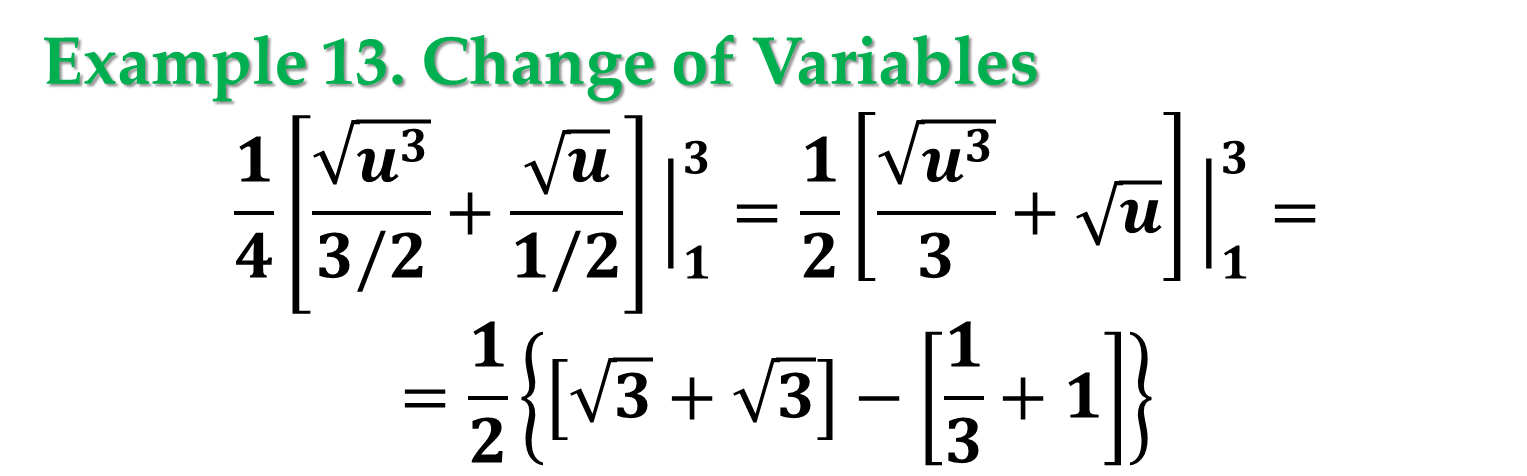 Example 13. Change of Variables
1/4 [√u³/(3/2) + √u/(1/2)] |₁³ = 1/2 [√u³/3 + √u] |₁³ =
= 1/2 {[√3 + √3] − [1/3 + 1]}